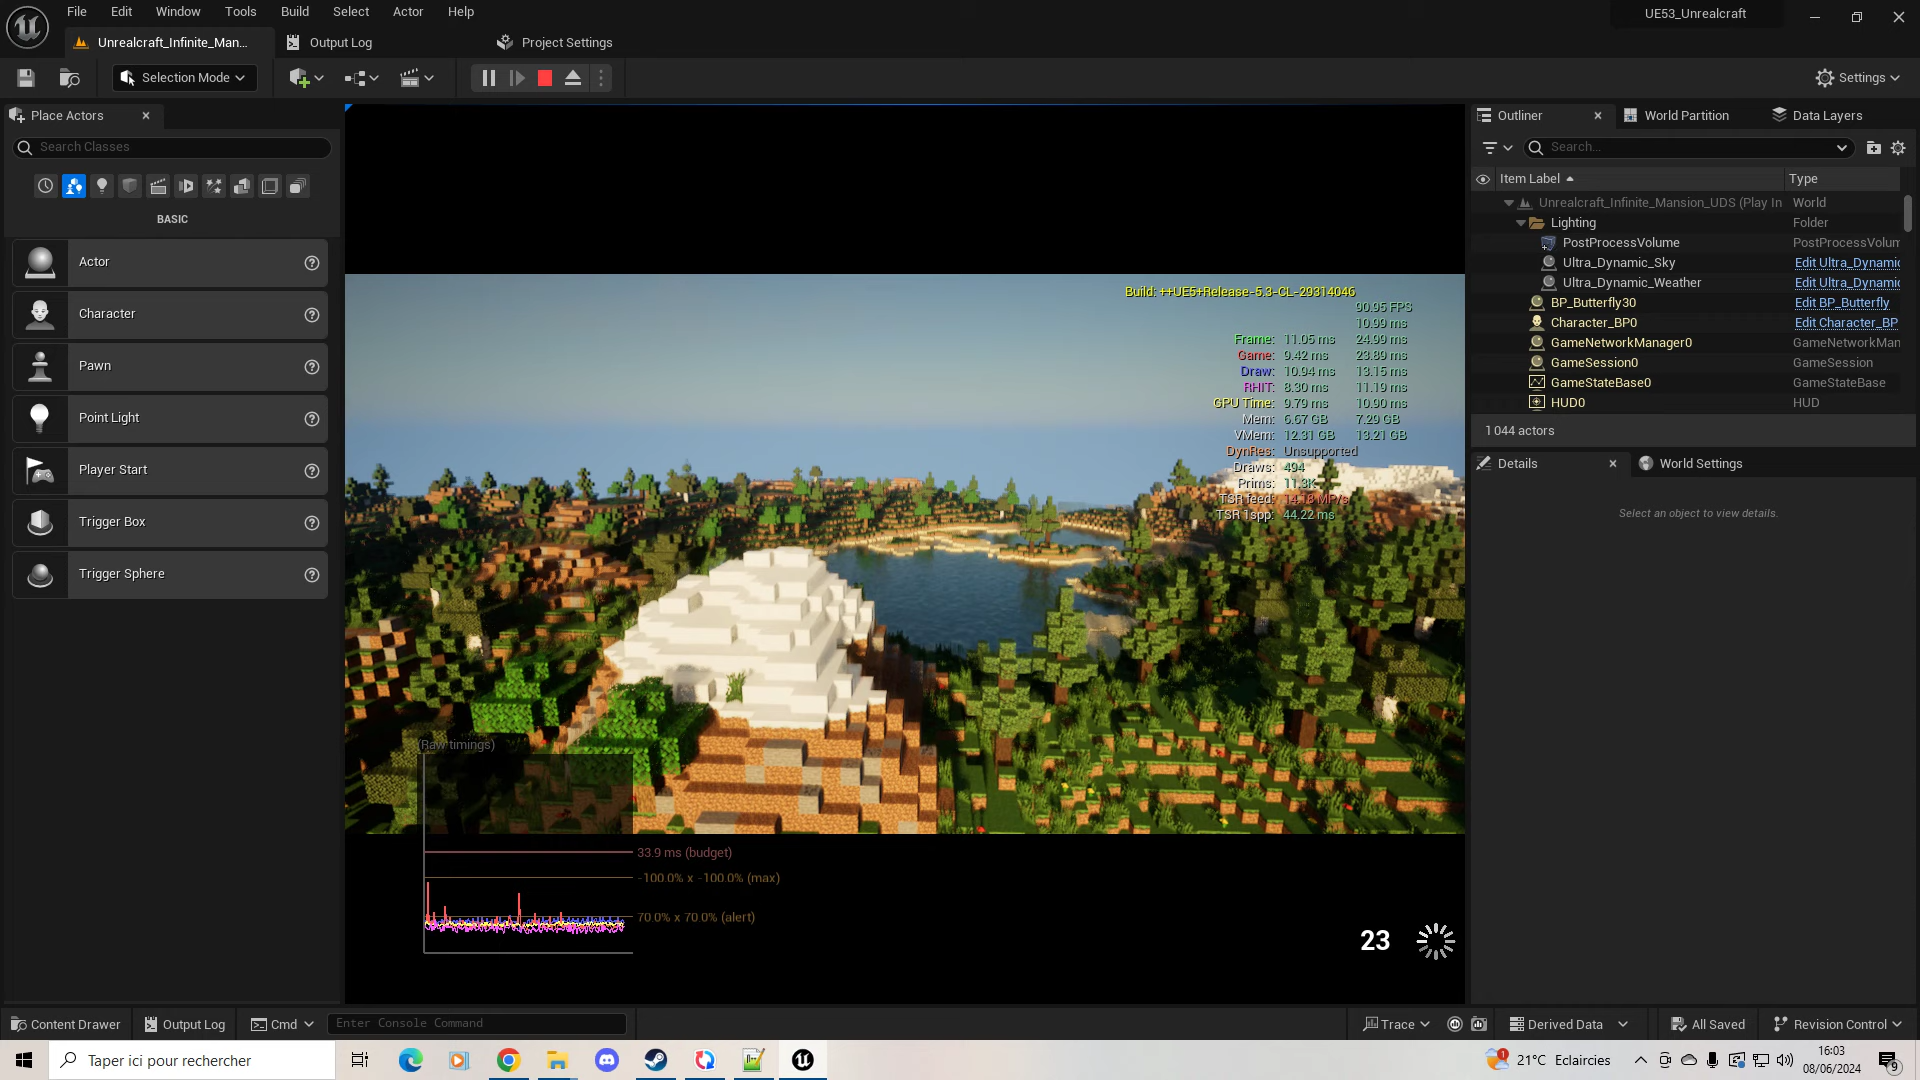 File Edit Window Tools Build Select Actor Help
UE53_Unrealcraft
Unrealcraft_Infinite_Man...
Output Log
Project Settings
Selection Mode
Settings
Place Actors
Search Classes
BASIC
Actor
Character
Pawn
Point Light
Player Start
Trigger Box
Trigger Sphere
Build: ++UE5+Release-5.3-CL-29314046
90.95 FPS
10.99 ms
Frame: 11.05 ms 24.99 ms
Game: 9.42 ms 23.89 ms
Draw: 10.94 ms 13.15 ms
RHIT: 8.30 ms 11.19 ms
GPU Time: 9.79 ms 10.90 ms
Mem: 6.67 GB 7.29 GB
VMem: 12.31 GB 13.21 GB
DynRes: Unsupported
Draws: 494
Prims: 11.3K
TSR feed: 14.18 MP/s
TSR 1spp: 44.22 ms
(Raw timings)
33.9 ms (budget)
-100.0% x -100.0% (max)
70.0% x 70.0% (alert)
23
Outliner
World Partition
Data Layers
Search...
Item Label Type
Unrealcraft_Infinite_Mansion_UDS (Play In World
Lighting Folder
PostProcessVolume PostProcessVolum
Ultra_Dynamic_Sky Edit Ultra_Dynamic
Ultra_Dynamic_Weather Edit Ultra_Dynamic
BP_Butterfly30 Edit BP_Butterfly
Character_BP0 Edit Character_BP
GameNetworkManager0 GameNetworkMan
GameSession0 GameSession
GameStateBase0 GameStateBase
HUD0 HUD
1 044 actors
Details
World Settings
Select an object to view details.
Content Drawer
Output Log
Cmd
Enter Console Command
Trace
Derived Data
All Saved
Revision Control
Taper ici pour rechercher
1
21°C Eclaircies
16:03
08/06/2024
9